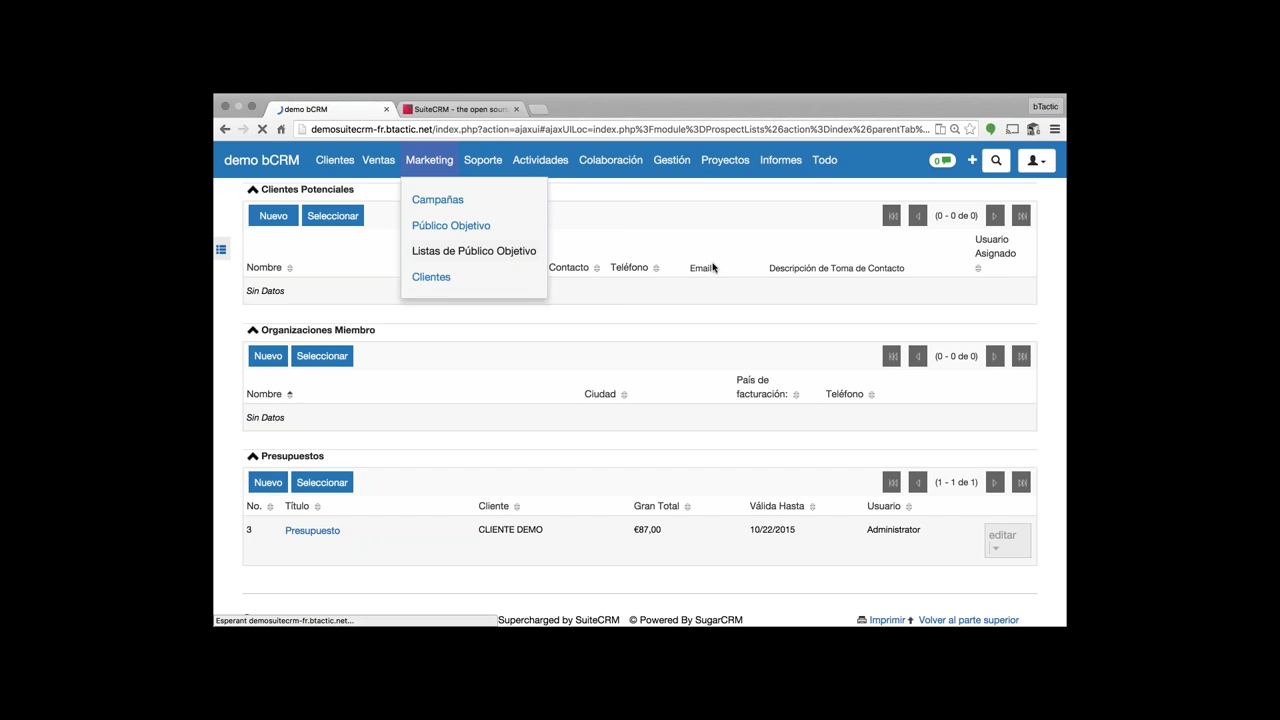 demo bCRM
SuiteCRM - the open sour
bTactic
demosuitecrm-fr.btactic.net/index.php?action=ajaxui#ajaxUILoc=index.php%3Fmodule%3DProspectLists%26action%3Dindex%26parentTab%...
demo bCRM Clientes Ventas Marketing Soporte Actividades Colaboración Gestión Proyectos Informes Todo 0
Clientes Potenciales
Nuevo Seleccionar (0 - 0 de 0)
Campañas
Público Objetivo
Listas de Público Objetivo
Clientes
Nombre Contacto Teléfono Email Descripción de Toma de Contacto Usuario
Asignado
Sin Datos
Organizaciones Miembro
Nuevo Seleccionar (0 - 0 de 0)
Nombre Ciudad País de
facturación: Teléfono
Sin Datos
Presupuestos
Nuevo Seleccionar (1 - 1 de 1)
No. Título Cliente Gran Total Válida Hasta Usuario
3 Presupuesto CLIENTE DEMO €87,00 10/22/2015 Administrator editar
Esperant demosuitecrm-fr.btactic.net...
Supercharged by SuiteCRM © Powered By SugarCRM Imprimir Volver al parte superior